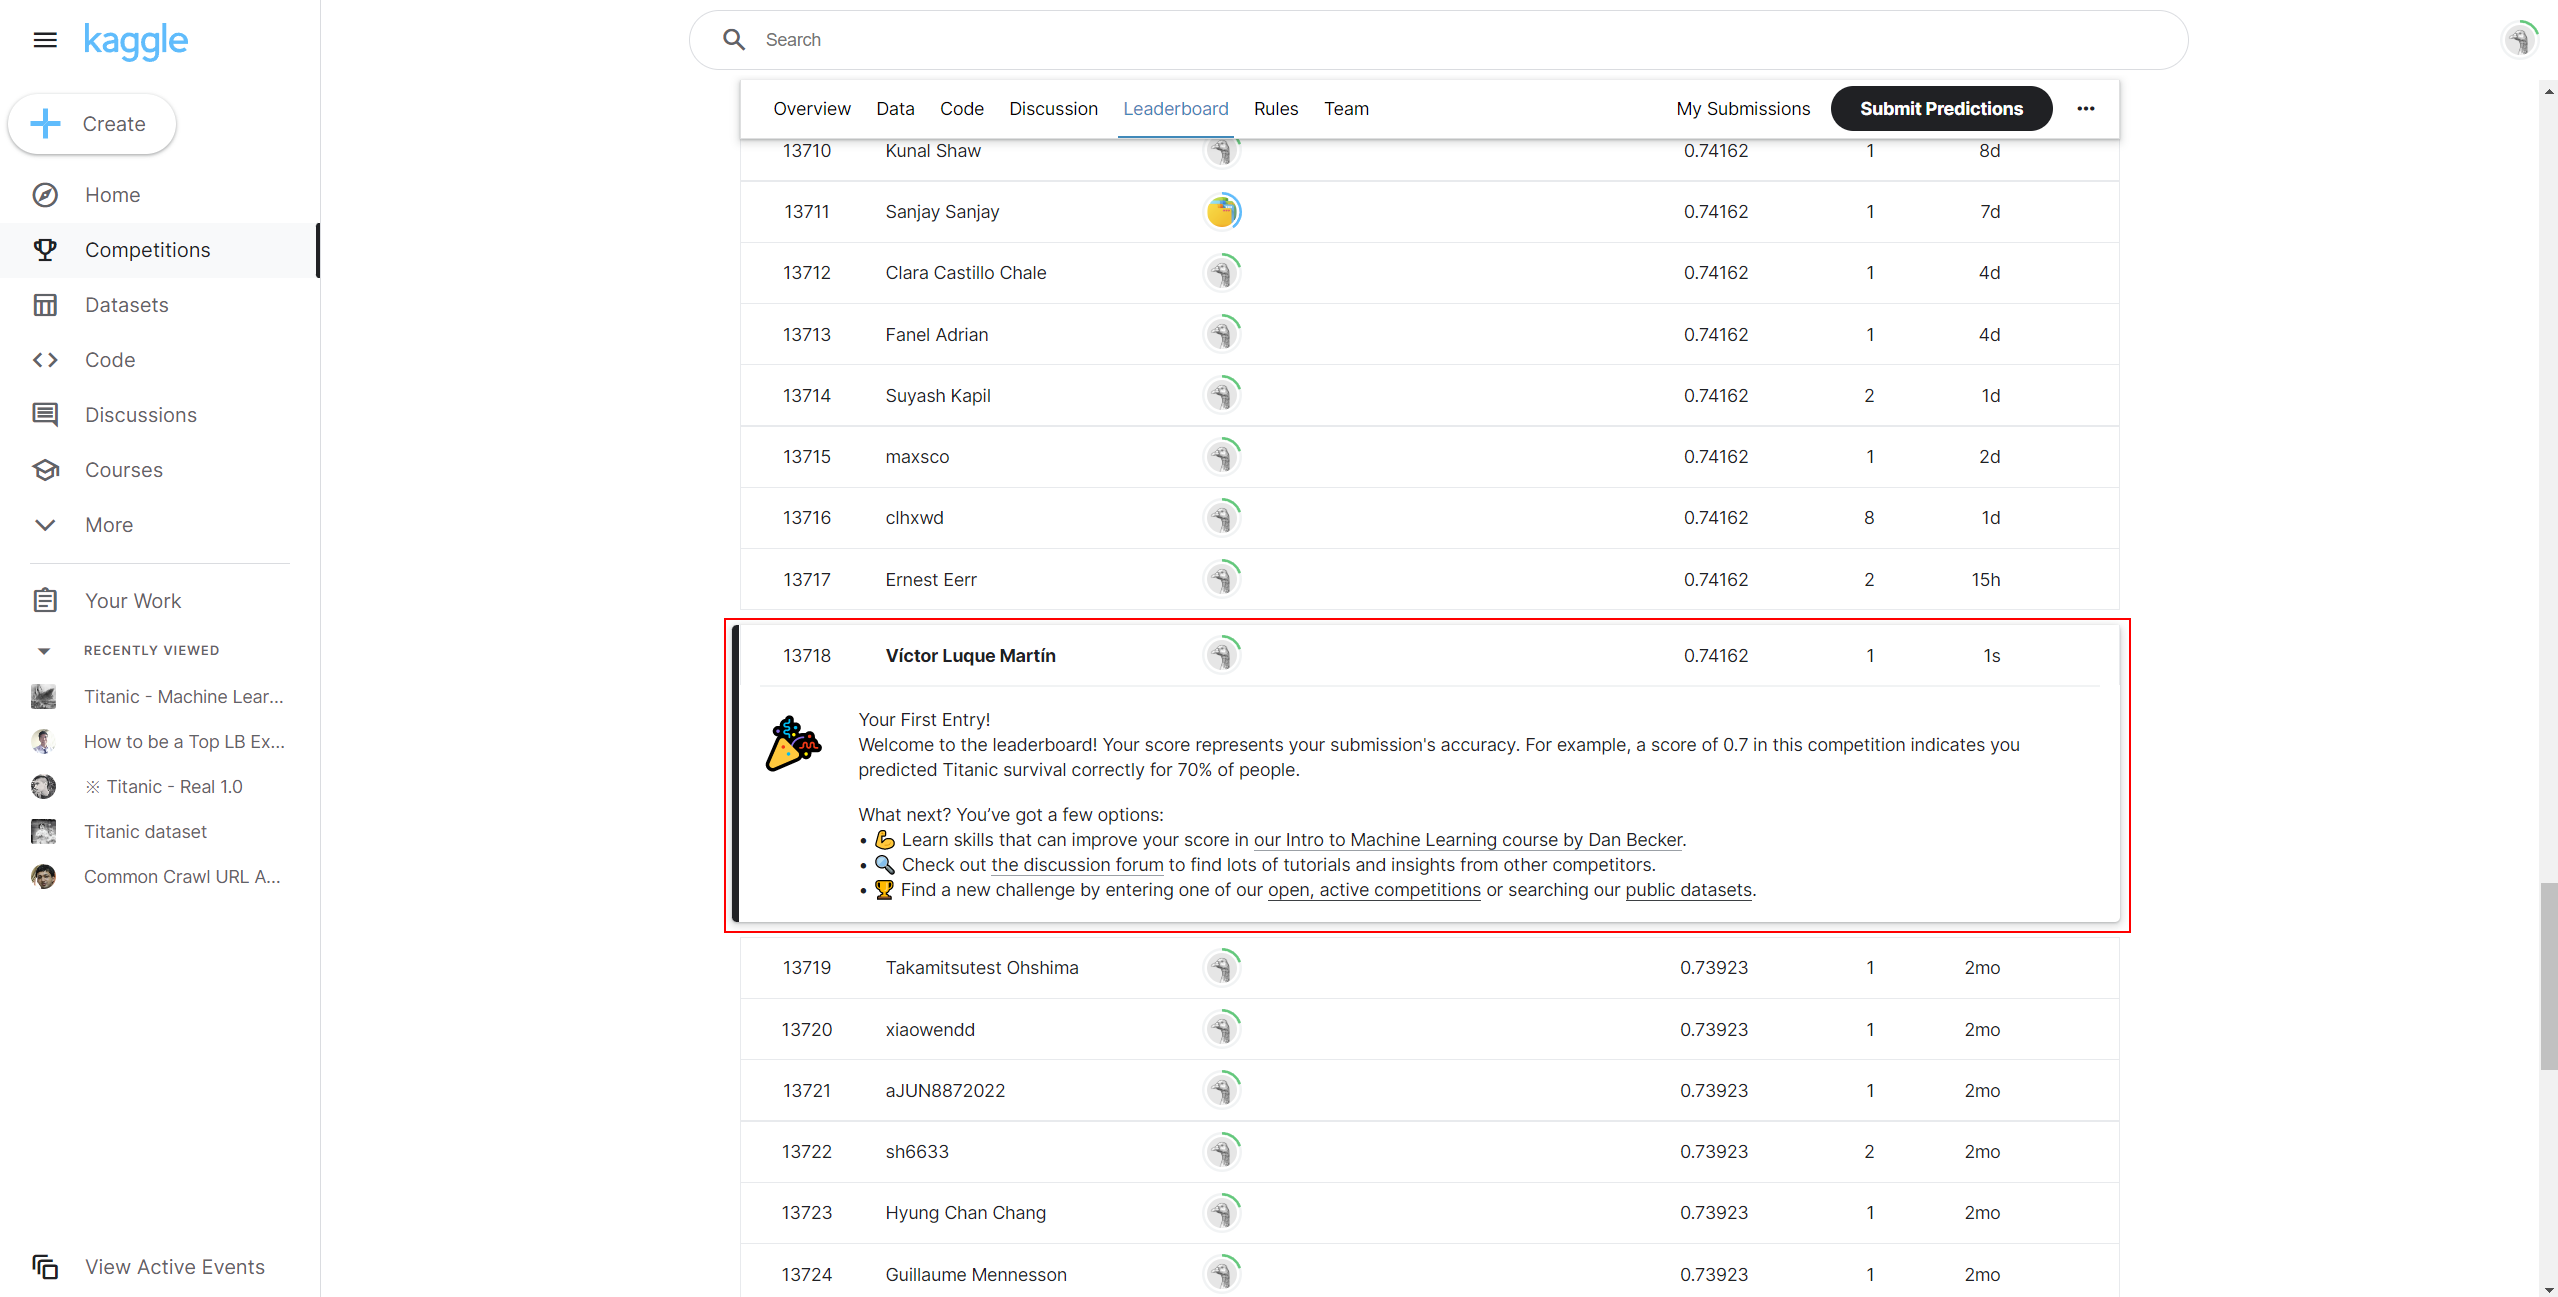 kaggle
Search
Create
Home
Competitions
Datasets
Code
Discussions
Courses
More
Your Work
RECENTLY VIEWED
Titanic - Machine Lear...
How to be a Top LB Ex...
※ Titanic - Real 1.0
Titanic dataset
Common Crawl URL A...
View Active Events
Overview Data Code Discussion Leaderboard Rules Team My Submissions Submit Predictions •••
13710 Kunal Shaw 0.74162 1 8d
13711 Sanjay Sanjay 0.74162 1 7d
13712 Clara Castillo Chale 0.74162 1 4d
13713 Fanel Adrian 0.74162 1 4d
13714 Suyash Kapil 0.74162 2 1d
13715 maxsco 0.74162 1 2d
13716 clhxwd 0.74162 8 1d
13717 Ernest Eerr 0.74162 2 15h
13718 Víctor Luque Martín 0.74162 1 1s
Your First Entry!
Welcome to the leaderboard! Your score represents your submission's accuracy. For example, a score of 0.7 in this competition indicates you
predicted Titanic survival correctly for 70% of people.
What next? You’ve got a few options:
• 💪 Learn skills that can improve your score in our Intro to Machine Learning course by Dan Becker.
• 🔍 Check out the discussion forum to find lots of tutorials and insights from other competitors.
• 🏆 Find a new challenge by entering one of our open, active competitions or searching our public datasets.
13719 Takamitsutest Ohshima 0.73923 1 2mo
13720 xiaowendd 0.73923 1 2mo
13721 aJUN8872022 0.73923 1 2mo
13722 sh6633 0.73923 2 2mo
13723 Hyung Chan Chang 0.73923 1 2mo
13724 Guillaume Mennesson 0.73923 1 2mo